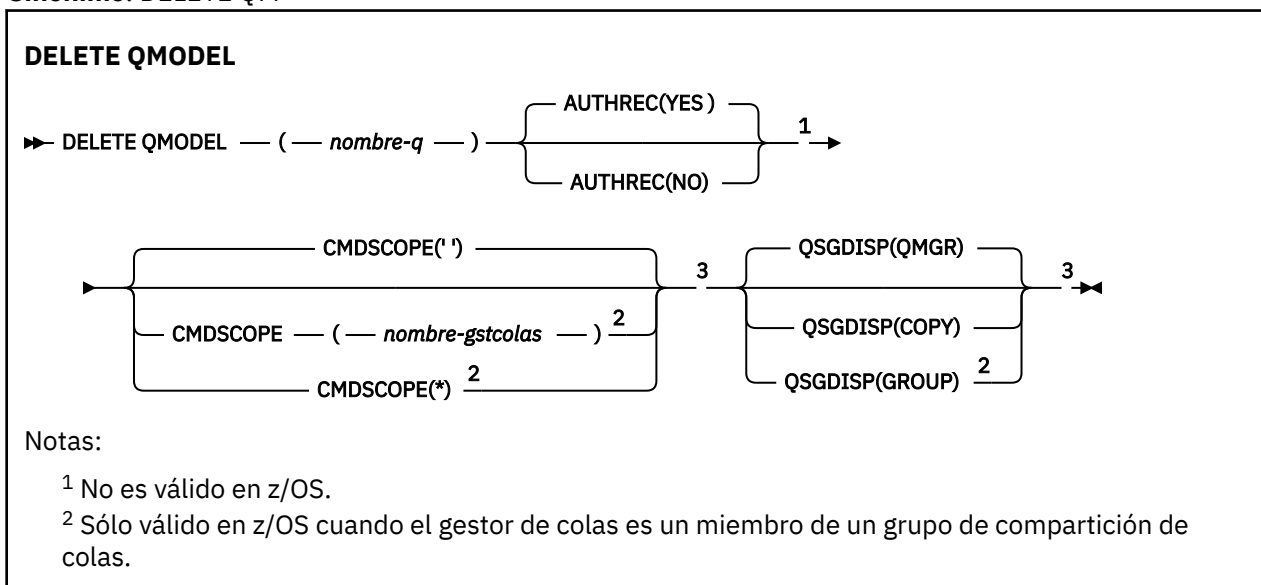 DELETE QMODEL
AUTHREC(YES )
DELETE QMODEL ( nombre-q ) 1
AUTHREC(NO)
CMDSCOPE(' ') QSGDISP(QMGR)
3 3
CMDSCOPE ( nombre-gstcolas ) 2 QSGDISP(COPY)
CMDSCOPE(*) 2 QSGDISP(GROUP) 2
Notas:
1 No es válido en z/OS.
2 Sólo válido en z/OS cuando el gestor de colas es un miembro de un grupo de compartición de
colas.